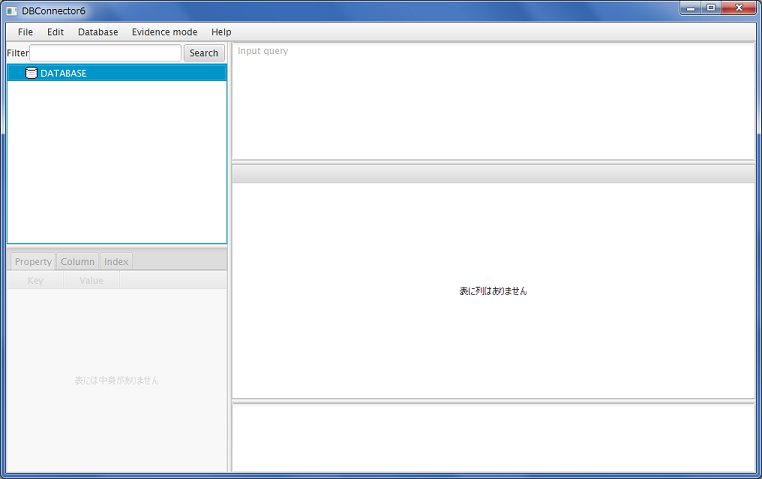 DBConnector6
File Edit Database Evidence mode Help
Filter Search
DATABASE
Input query
Property Column Index
Key Value
表には中身がありません
表に列はありません